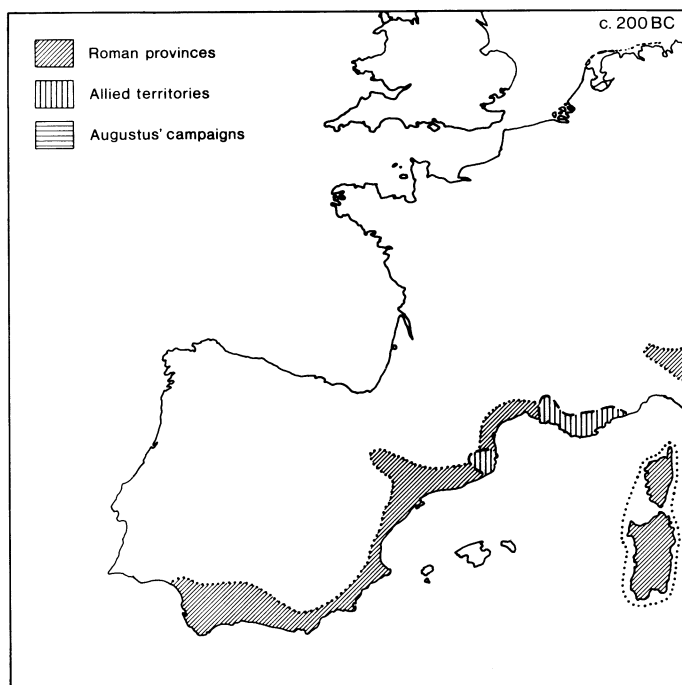 c. 200 BC
Roman provinces
Allied territories
Augustus' campaigns